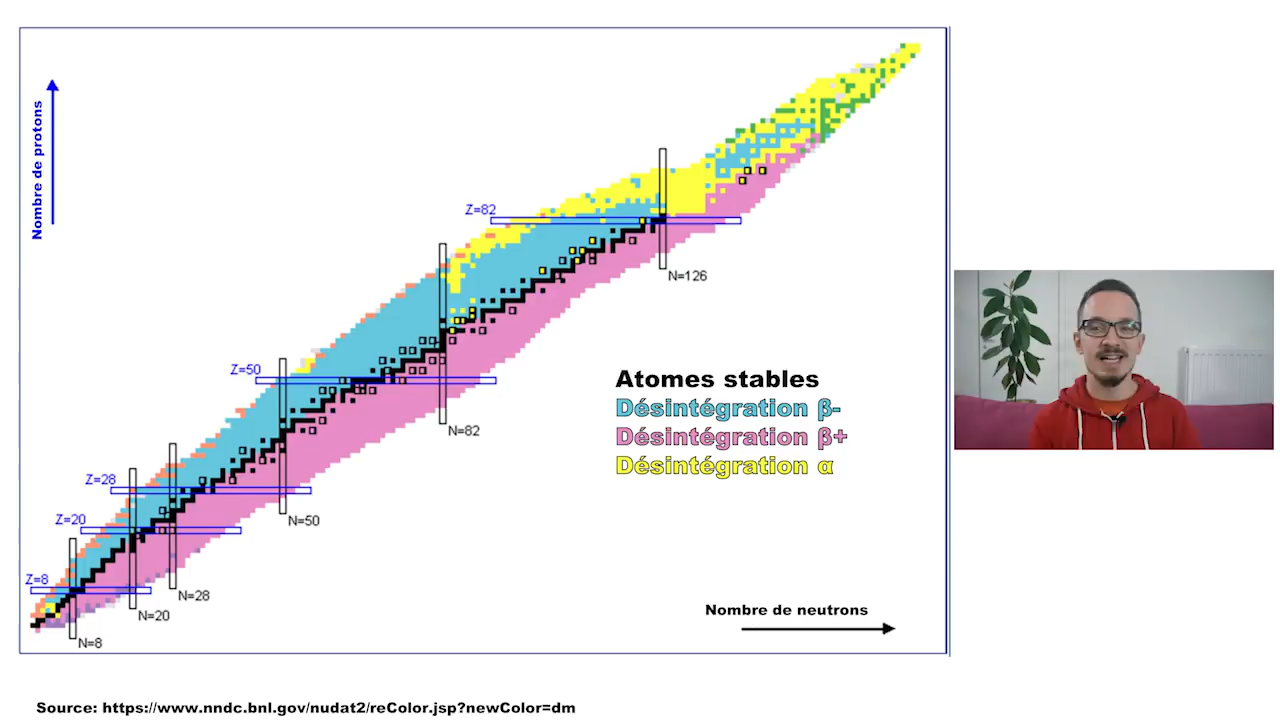 Nombre de protons
Z=82
N=126
Z=50
Atomes stables
Désintégration β-
N=82
Désintégration β+
Désintégration α
Z=28
N=50
Z=20
Z=8
N=28
Nombre de neutrons
N=20
N=8
Source: https://www.nndc.bnl.gov/nudat2/reColor.jsp?newColor=dm